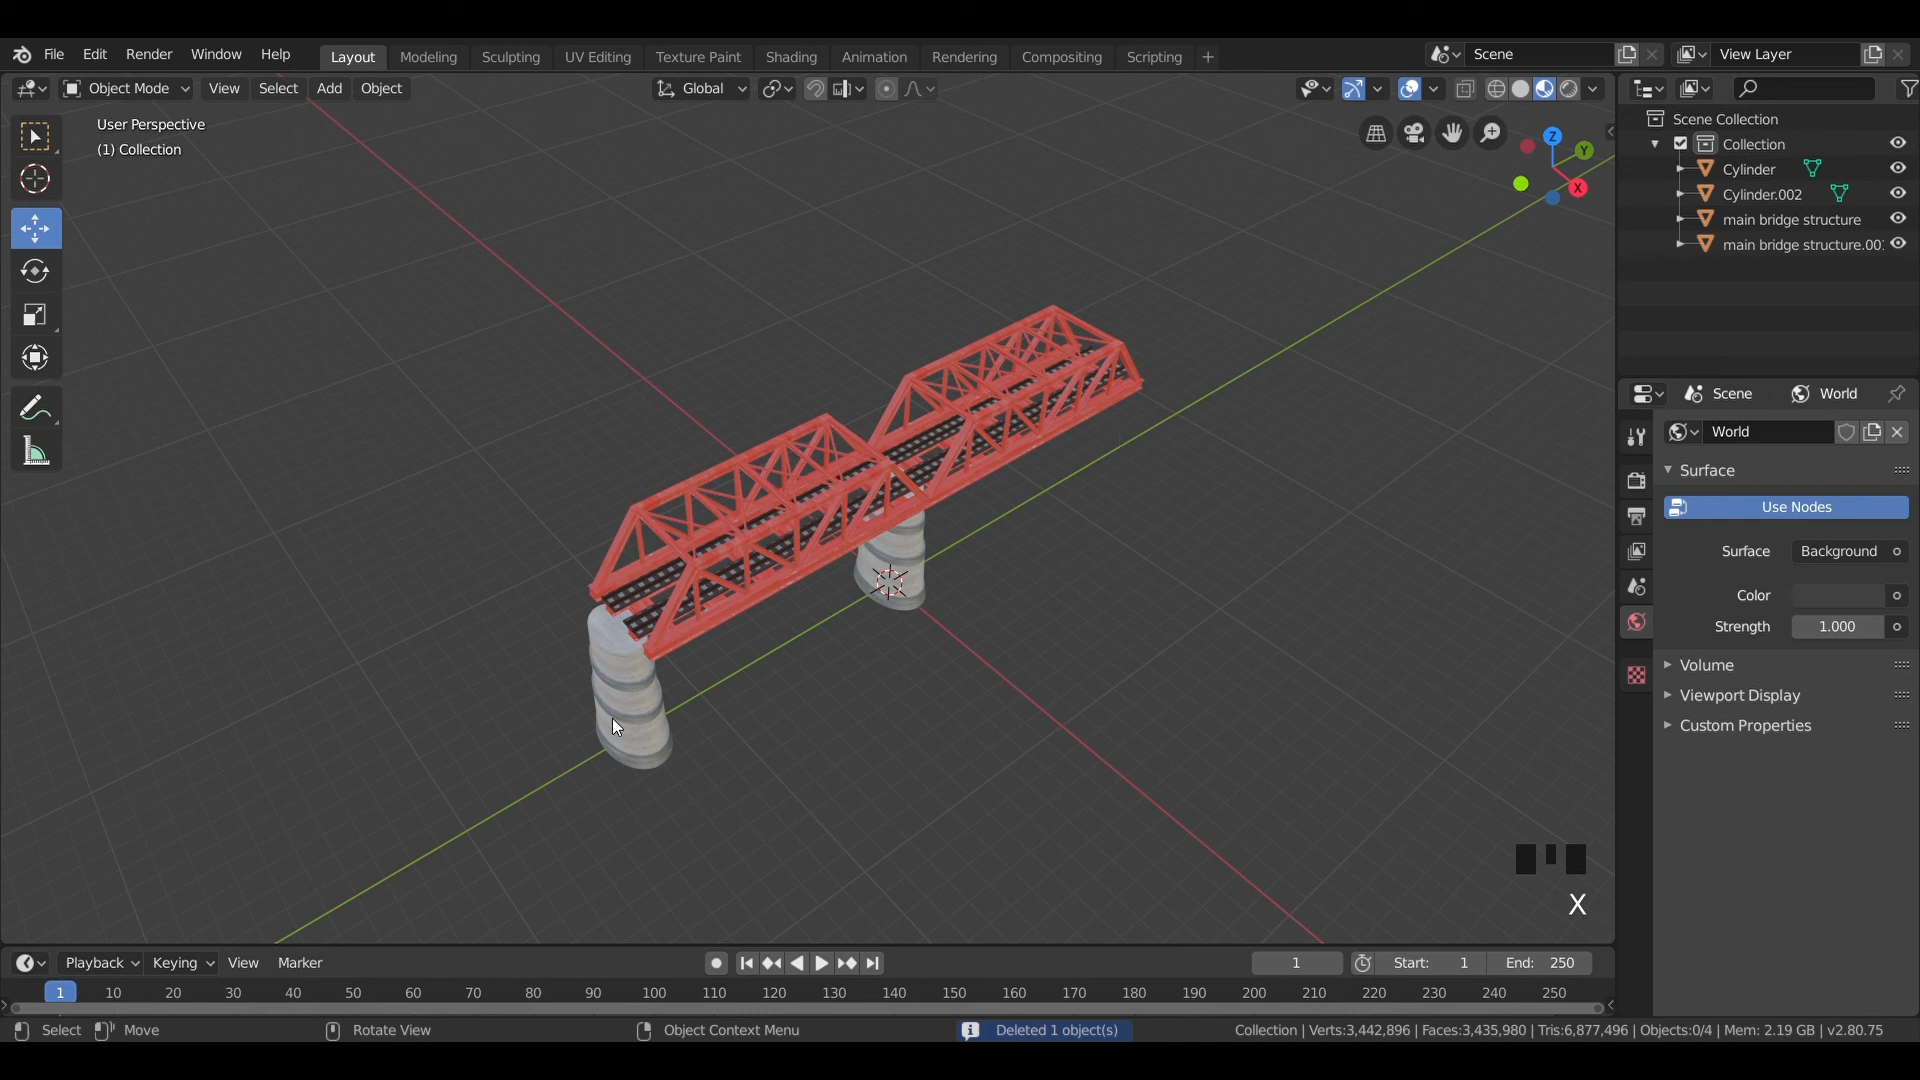 File Edit Render Window Help Layout Modeling Sculpting UV Editing Texture Paint Shading Animation Rendering Compositing Scripting + Scene View Layer
Object Mode View Select Add Object Global
User Perspective
(1) Collection
Z
Y
X
Scene Collection
Collection
Cylinder
Cylinder.002
main bridge structure
main bridge structure.00
Scene World
World
Surface
Use Nodes
Surface Background
Color
Strength 1.000
Volume
Viewport Display
Custom Properties
X
Playback Keying View Marker 1 Start: 1 End: 250
1 10 20 30 40 50 60 70 80 90 100 110 120 130 140 150 160 170 180 190 200 210 220 230 240 250
Select Move Rotate View Object Context Menu Deleted 1 object(s) Collection | Verts:3,442,896 | Faces:3,435,980 | Tris:6,877,496 | Objects:0/4 | Mem: 2.19 GB | v2.80.75